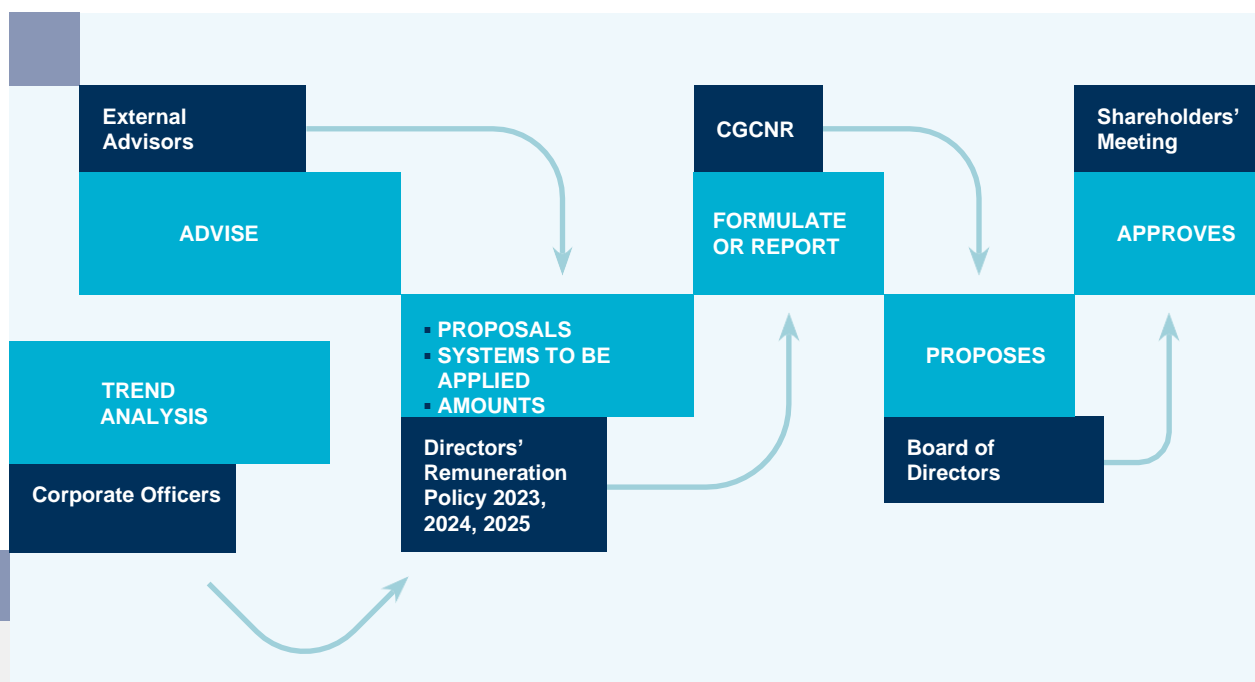 External
Advisors
ADVISE
TREND
ANALYSIS
Corporate Officers
▪ PROPOSALS
▪ SYSTEMS TO BE
APPLIED
▪ AMOUNTS
Directors’
Remuneration
Policy 2023,
2024, 2025
CGCNR
FORMULATE
OR REPORT
PROPOSES
Board of
Directors
Shareholders’
Meeting
APPROVES